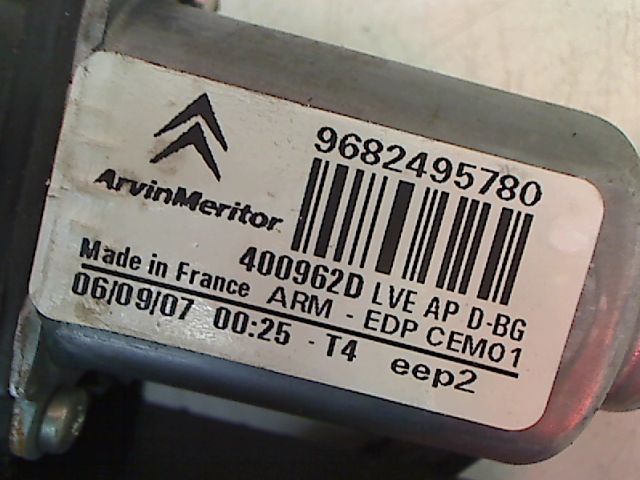 9682495780
ArvinMeritor
400962D LVE AP D-BG
Made in France ARM - EDP CEM01
06/09/07 00:25 - T4 eep2